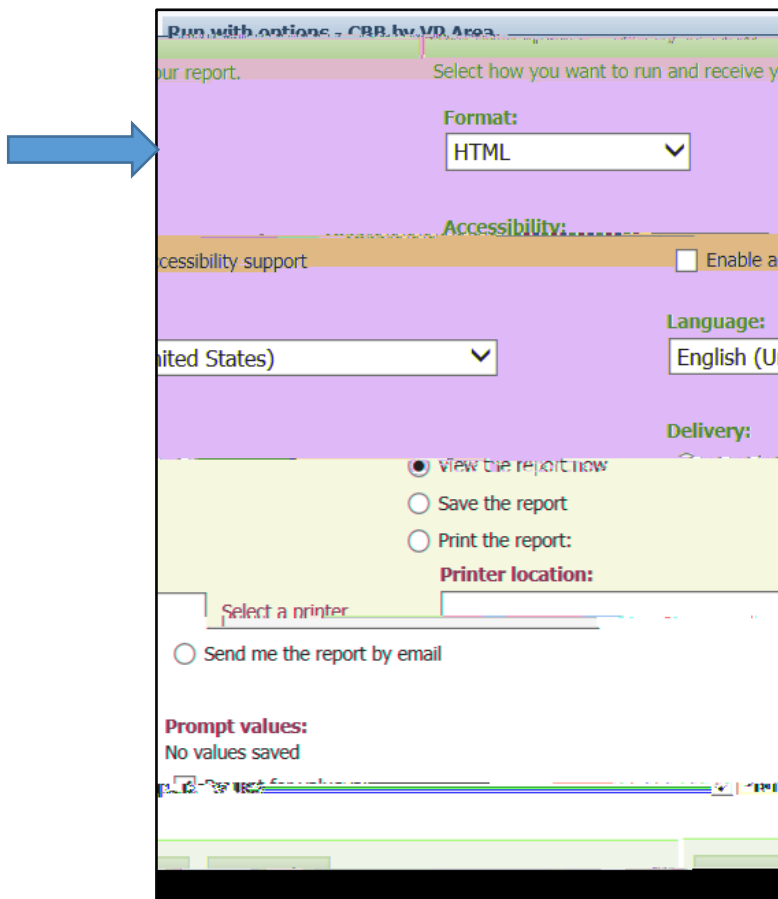 Run with options - CBB by VP Area
our report.
Select how you want to run and receive y
Format:
HTML
Accessibility:
cessibility support
Enable a
Language:
ited States)
English (U
Delivery:
View the report now
Save the report
Print the report:
Printer location:
Select a printer
Send me the report by email
Prompt values:
No values saved